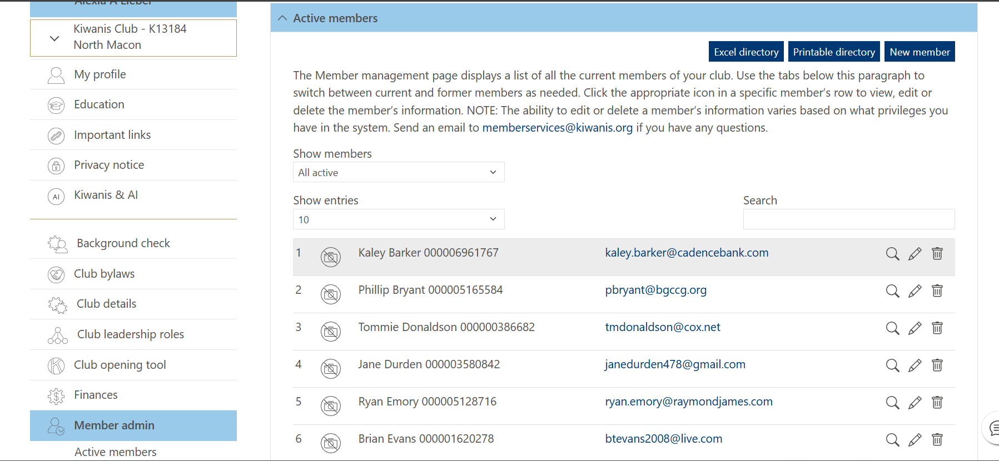 Alexia A Lieber
Kiwanis Club - K13184
North Macon
My profile
Education
Important links
Privacy notice
AI
Kiwanis & AI
Background check
Club bylaws
Club details
Club leadership roles
Club opening tool
Finances
Member admin
Active members
Active members
Excel directory
Printable directory
New member
The Member management page displays a list of all the current members of your club. Use the tabs below this paragraph to
switch between current and former members as needed. Click the appropriate icon in a specific member’s row to view, edit or
delete the member’s information. NOTE: The ability to edit or delete a member’s information varies based on what privileges you
have in the system. Send an email to memberservices@kiwanis.org if you have any questions.
Show members
All active
Show entries
Search
10
1 Kaley Barker 000006961767 kaley.barker@cadencebank.com
2 Phillip Bryant 000005165584 pbryant@bgccg.org
3 Tommie Donaldson 000000386682 tmdonaldson@cox.net
4 Jane Durden 000003580842 janedurden478@gmail.com
5 Ryan Emory 000005128716 ryan.emory@raymondjames.com
6 Brian Evans 000001620278 btevans2008@live.com